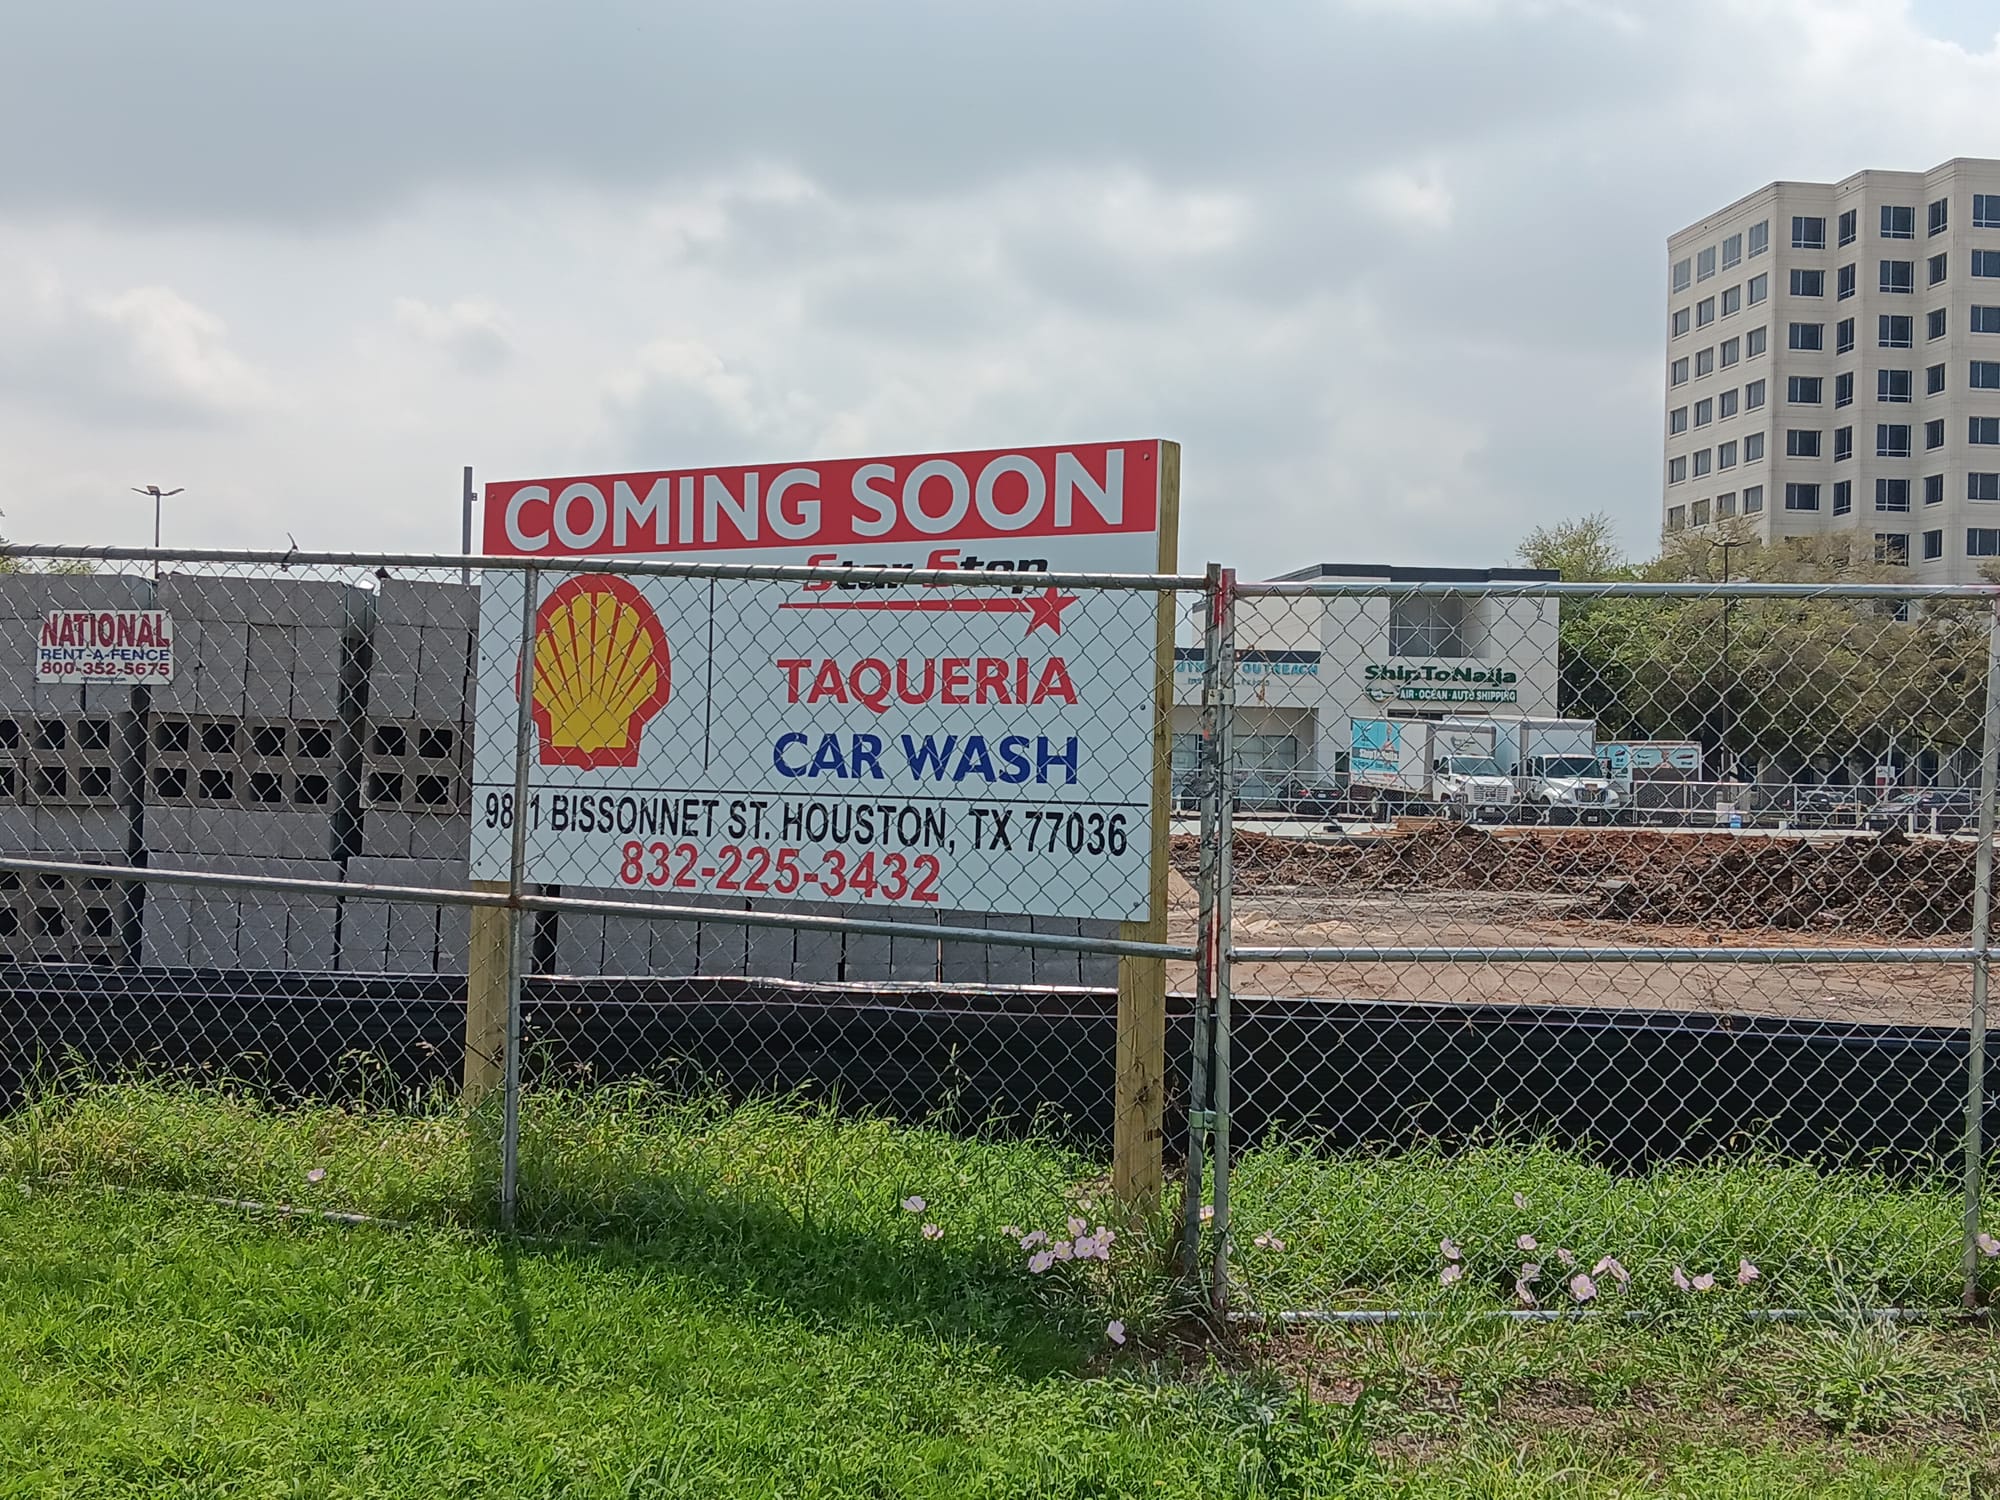 COMING SOON
Star Stop
TAQUERIA
CAR WASH
BISSONNET ST. HOUSTON, TX 77036
832-225-3432
NATIONAL
RENT-A-FENCE
800-352-5675
OUTREACH
ShipToNaija
AIR • OCEAN • AUTO SHIPPING